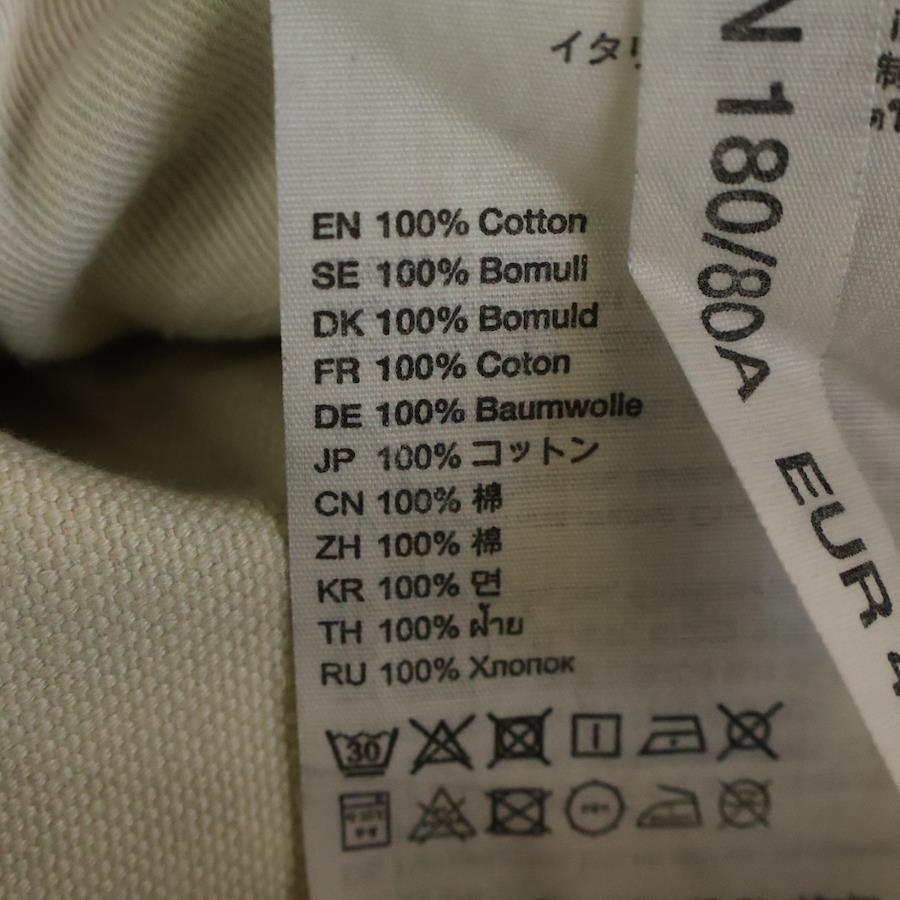 イタリ
EN 100% Cotton
SE 100% Bomull
DK 100% Bomuld
FR 100% Coton
DE 100% Baumwolle
JP 100% コットン
CN 100% 棉
ZH 100% 棉
KR 100% 면
TH 100% ฝ้าย
RU 100% Хлопок
30
N 180/80A EUR 4